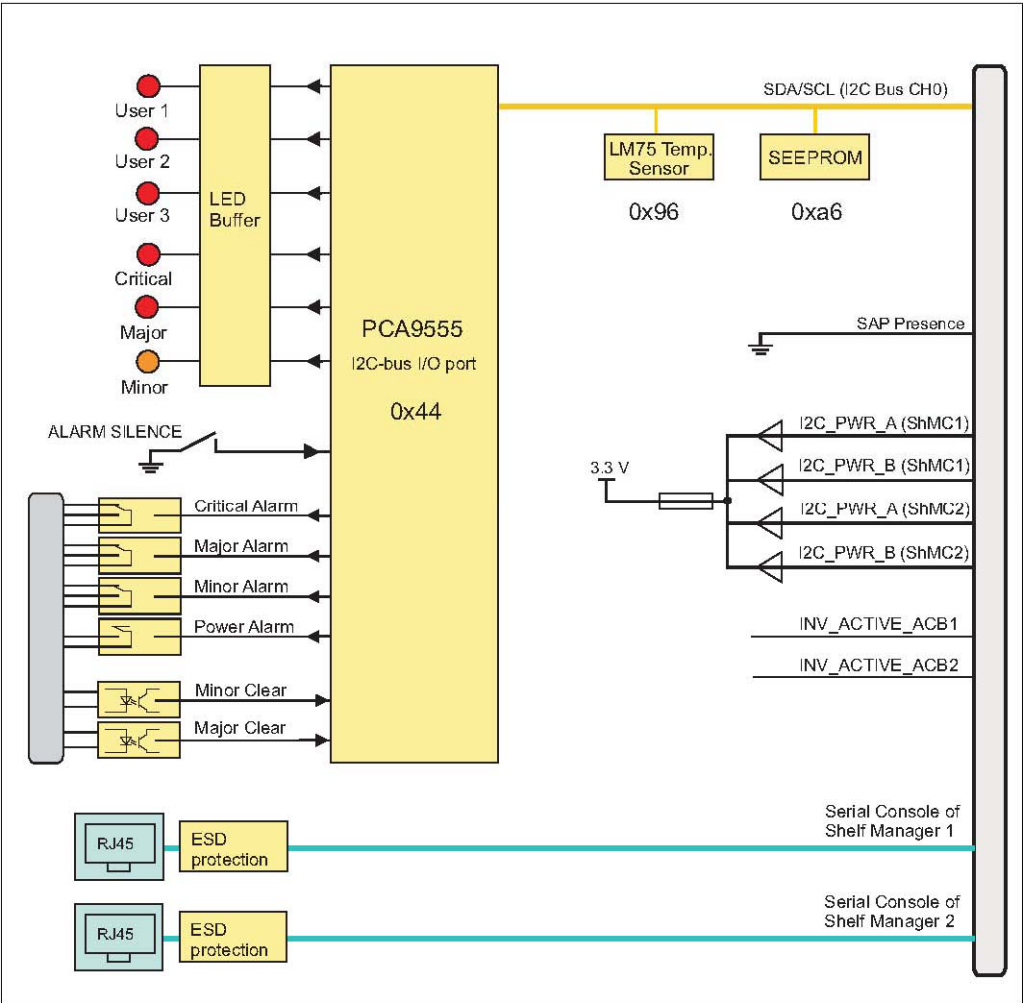 User 1
User 2
User 3
Critical
Major
Minor
LED
Buffer
PCA9555
I2C-bus I/O port
0x44
SDA/SCL (I2C Bus CH0)
LM75 Temp.
Sensor
0x96
SEEPROM
0xa6
SAP Presence
3.3 V
I2C_PWR_A (ShMC1)
I2C_PWR_B (ShMC1)
I2C_PWR_A (ShMC2)
I2C_PWR_B (ShMC2)
INV_ACTIVE_ACB1
INV_ACTIVE_ACB2
ALARM SILENCE
Critical Alarm
Major Alarm
Minor Alarm
Power Alarm
Minor Clear
Major Clear
RJ45
ESD
protection
Serial Console of
Shelf Manager 1
RJ45
ESD
protection
Serial Console of
Shelf Manager 2